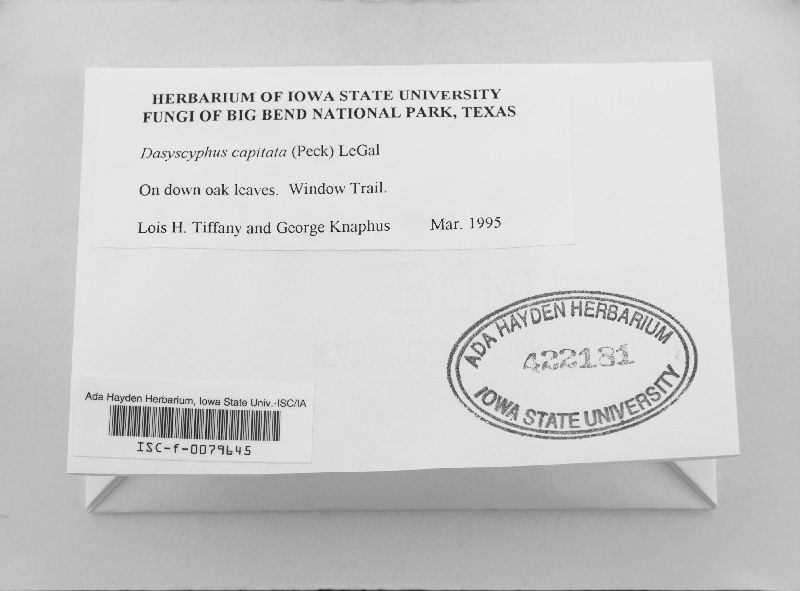 HERBARIUM OF IOWA STATE UNIVERSITY
FUNGI OF BIG BEND NATIONAL PARK, TEXAS
Dasyscyphus capitata (Peck) LeGal
On down oak leaves. Window Trail.
Lois H. Tiffany and George Knaphus Mar. 1995
ADA HAYDEN HERBARIUM
422181
IOWA STATE UNIVERSITY
Ada Hayden Herbarium, Iowa State Univ.-ISC/IA
ISC-f-0079645